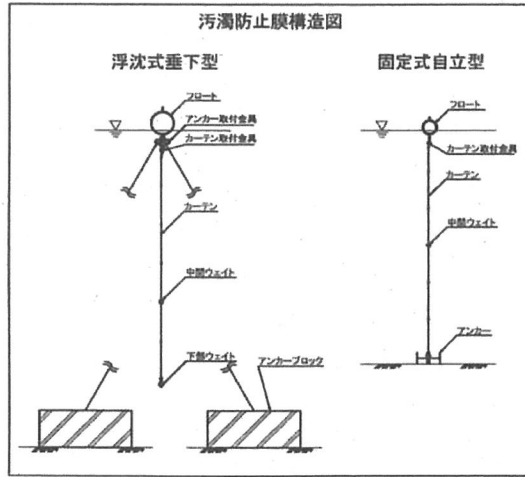 汚濁防止膜構造図
浮沈式垂下型
フロート
アンカー取付金具
カーテン取付金具
カーテン
中間ウェイト
下部ウェイト
アンカーブロック
固定式自立型
フロート
カーテン取付金具
カーテン
中間ウェイト
アンカー